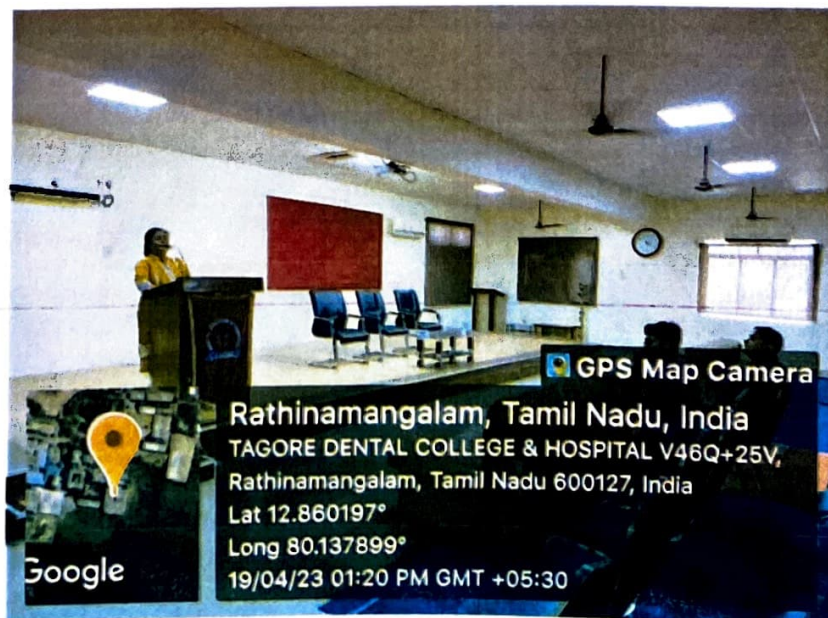 GPS Map Camera
Rathinamangalam, Tamil Nadu, India
TAGORE DENTAL COLLEGE & HOSPITAL V46Q+25V,
Rathinamangalam, Tamil Nadu 600127, India
Lat 12.860197°
Long 80.137899°
19/04/23 01:20 PM GMT +05:30
Google